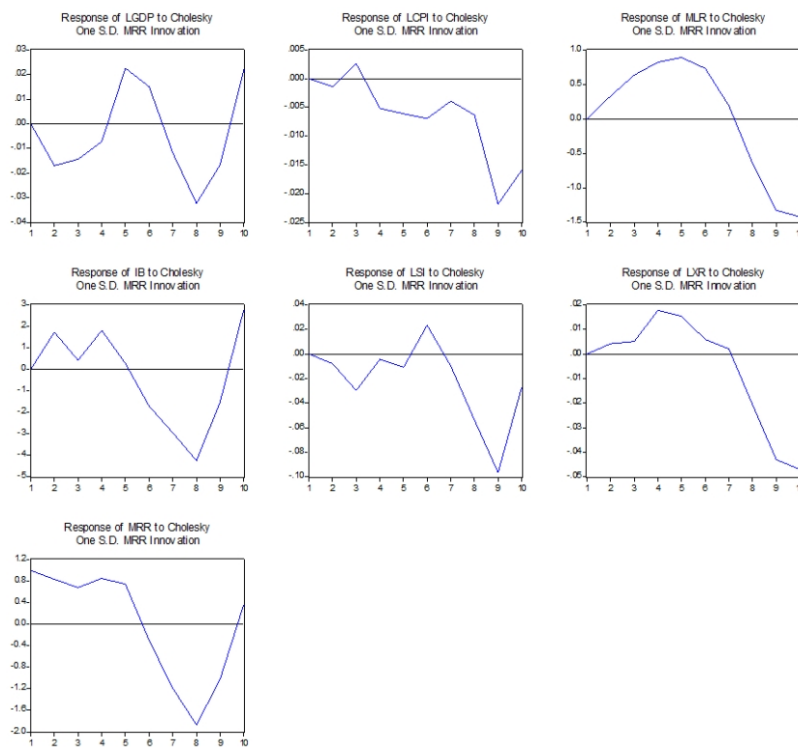 Response of LGDP to Cholesky
One S.D. MRR Innovation
.03
.02
.01
.00
-.01
-.02
-.03
-.04
1 2 3 4 5 6 7 8 9 10
Response of LCPI to Cholesky
One S.D. MRR Innovation
.005
.000
-.005
-.010
-.015
-.020
-.025
1 2 3 4 5 6 7 8 9 10
Response of MLR to Cholesky
One S.D. MRR Innovation
1.0
0.5
0.0
-0.5
-1.0
-1.5
1 2 3 4 5 6 7 8 9
Response of IB to Cholesky
One S.D. MRR Innovation
3
2
1
0
-1
-2
-3
-4
-5
1 2 3 4 5 6 7 8 9 10
Response of LSI to Cholesky
One S.D. MRR Innovation
.04
.02
.00
-.02
-.04
-.06
-.08
-.10
1 2 3 4 5 6 7 8 9 10
Response of LXR to Cholesky
One S.D. MRR Innovation
.02
.01
.00
-.01
-.02
-.03
-.04
-.05
1 2 3 4 5 6 7 8 9
Response of MRR to Cholesky
One S.D. MRR Innovation
1.2
0.8
0.4
0.0
-0.4
-0.8
-1.2
-1.6
-2.0
1 2 3 4 5 6 7 8 9 10